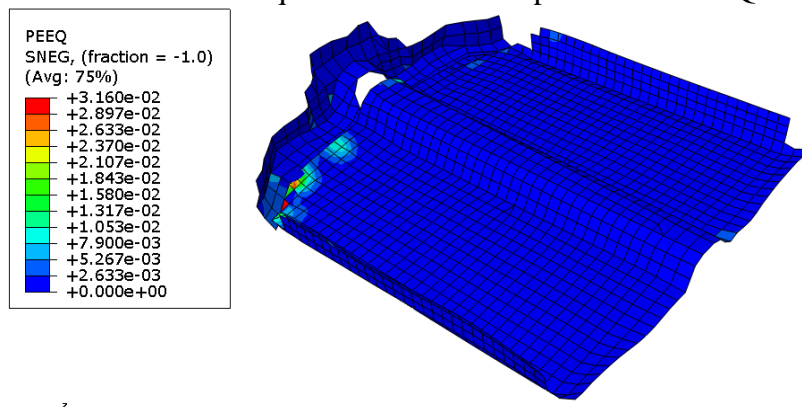 PEEQ
SNEG, (fraction = -1.0)
(Avg: 75%)
+3.160e-02
+2.897e-02
+2.633e-02
+2.370e-02
+2.107e-02
+1.843e-02
+1.580e-02
+1.317e-02
+1.053e-02
+7.900e-03
+5.267e-03
+2.633e-03
+0.000e+00